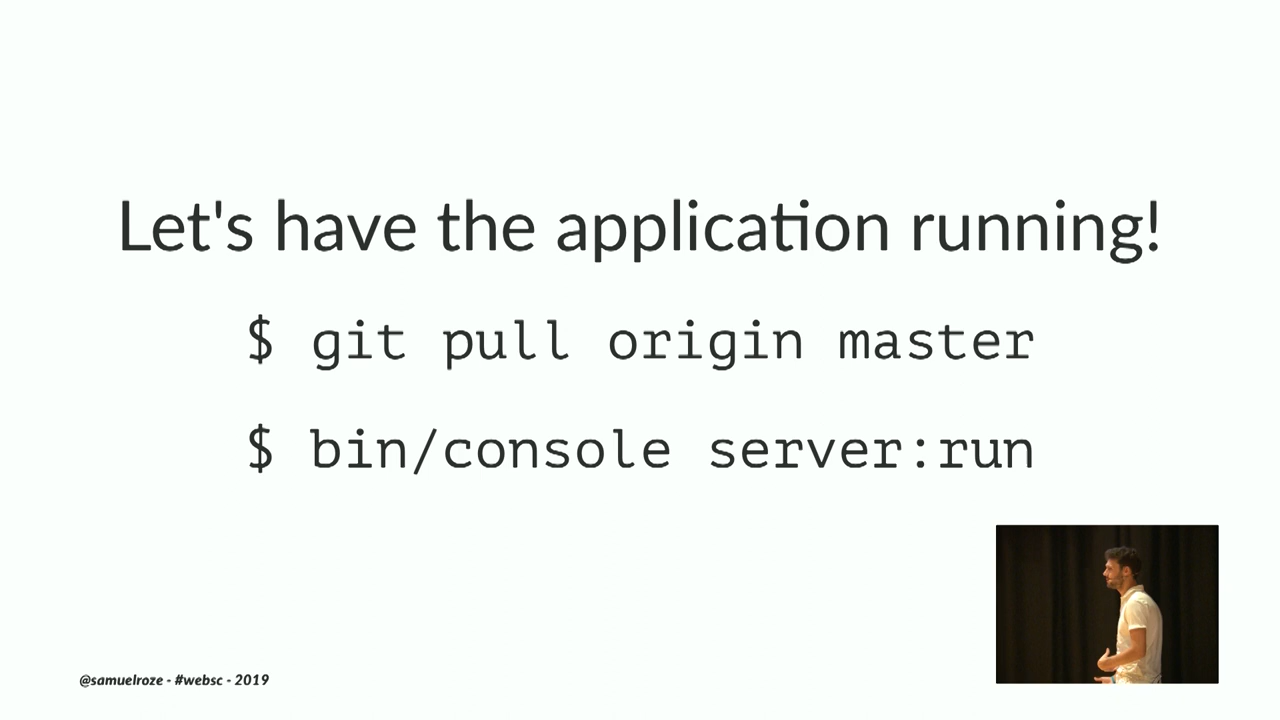 Let's have the application running!
$ git pull origin master
$ bin/console server:run
@samuelroze - #websc - 2019